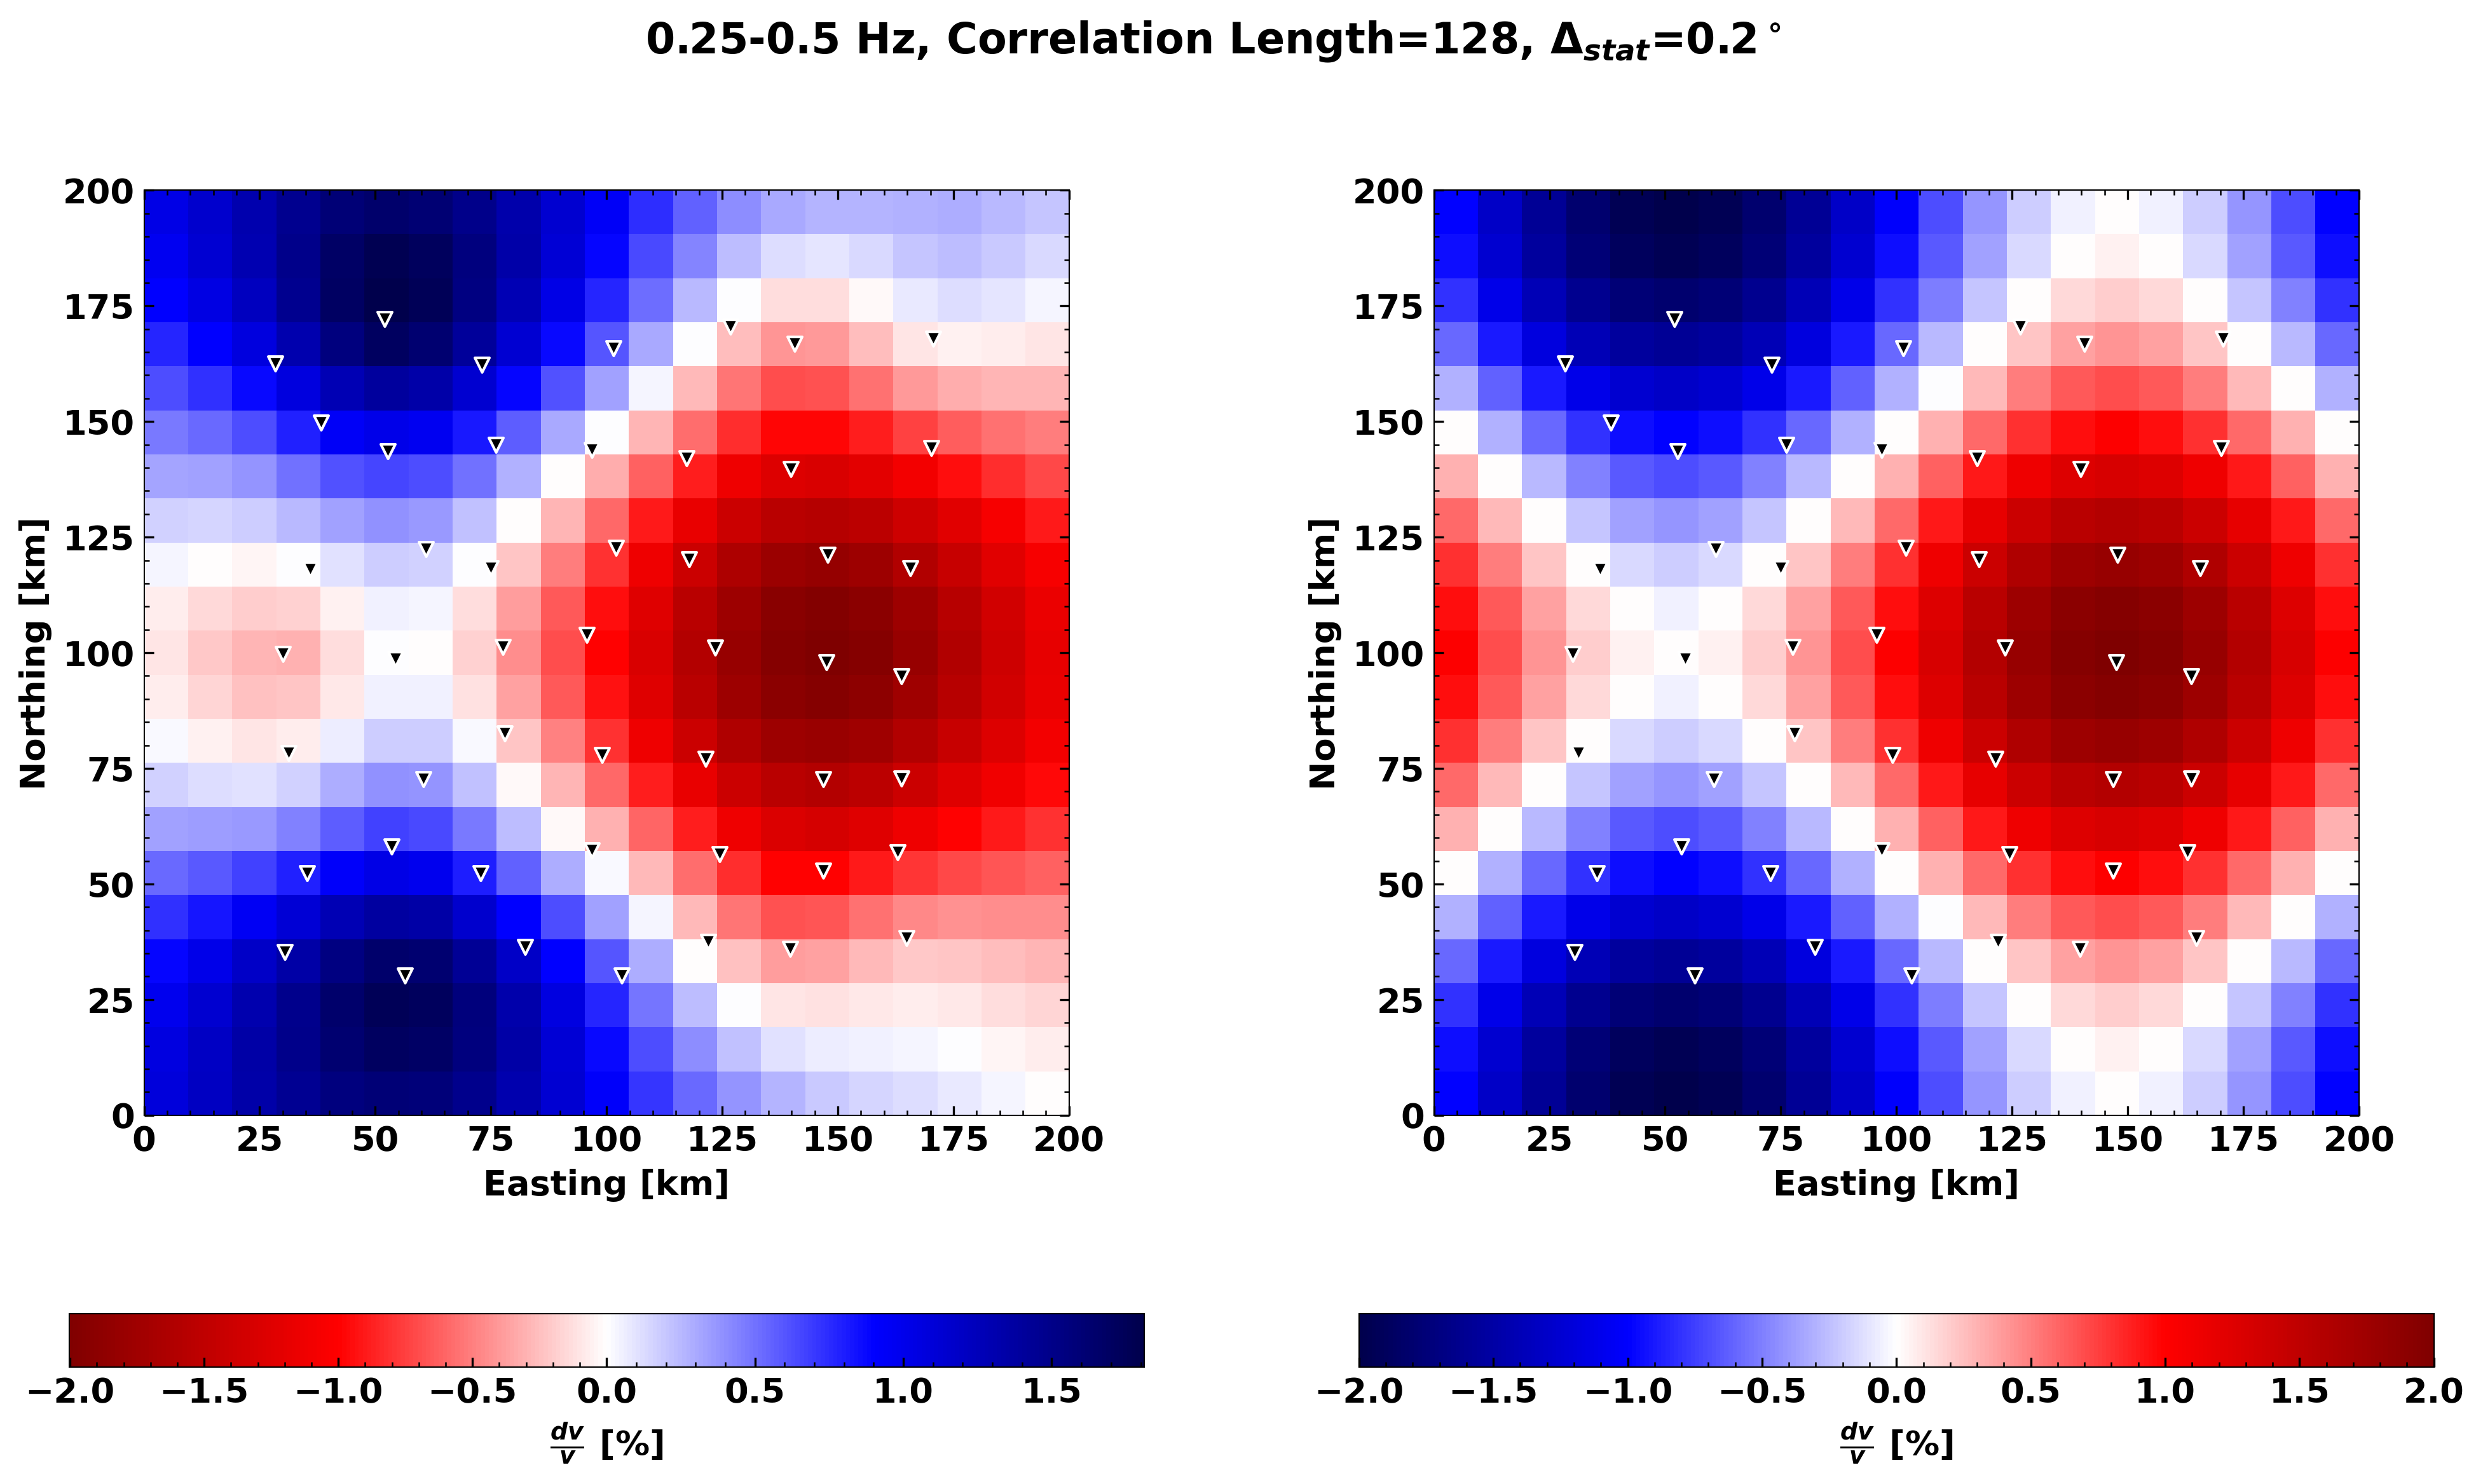 0.25-0.5 Hz, Correlation Length=128, Δstat=0.2°
200 175 150 125 100 75 50 25 0
Northing [km]
0 25 50 75 100 125 150 175 200
Easting [km]
−2.0 −1.5 −1.0 −0.5 0.0 0.5 1.0 1.5
dv/v [%]
200 175 150 125 100 75 50 25 0
Northing [km]
0 25 50 75 100 125 150 175 200
Easting [km]
−2.0 −1.5 −1.0 −0.5 0.0 0.5 1.0 1.5 2.0
dv/v [%]